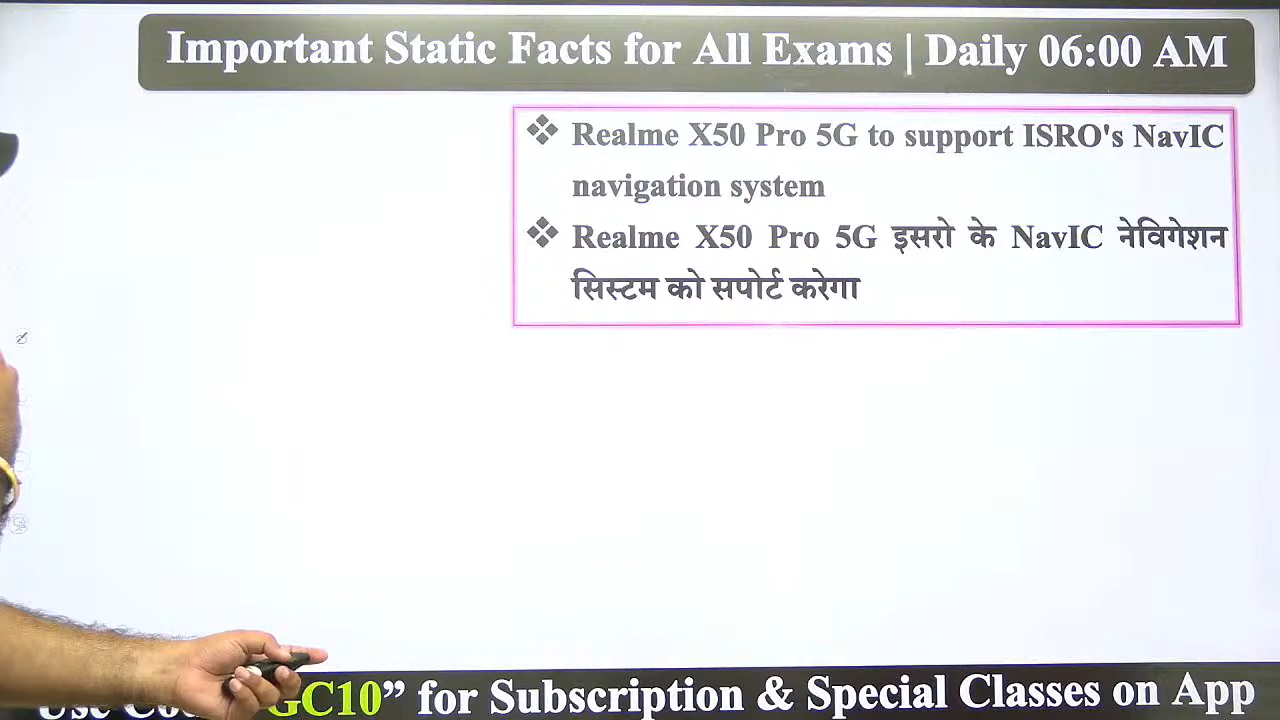 Important Static Facts for All Exams | Daily 06:00 AM
❖ Realme X50 Pro 5G to support ISRO's NavIC
navigation system
❖ Realme X50 Pro 5G इसरो के NavIC नेविगेशन
सिस्टम को सपोर्ट करेगा
Use GC10” for Subscription & Special Classes on App